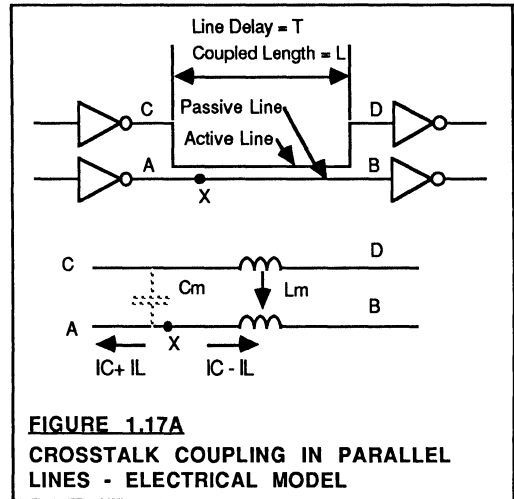 Line Delay = T
Coupled Length = L
C
Passive Line
D
Active Line
A
B
X
C
D
Cm
Lm
B
A
X
IC+ IL
IC - IL
FIGURE 1.17A
CROSSTALK COUPLING IN PARALLEL
LINES - ELECTRICAL MODEL